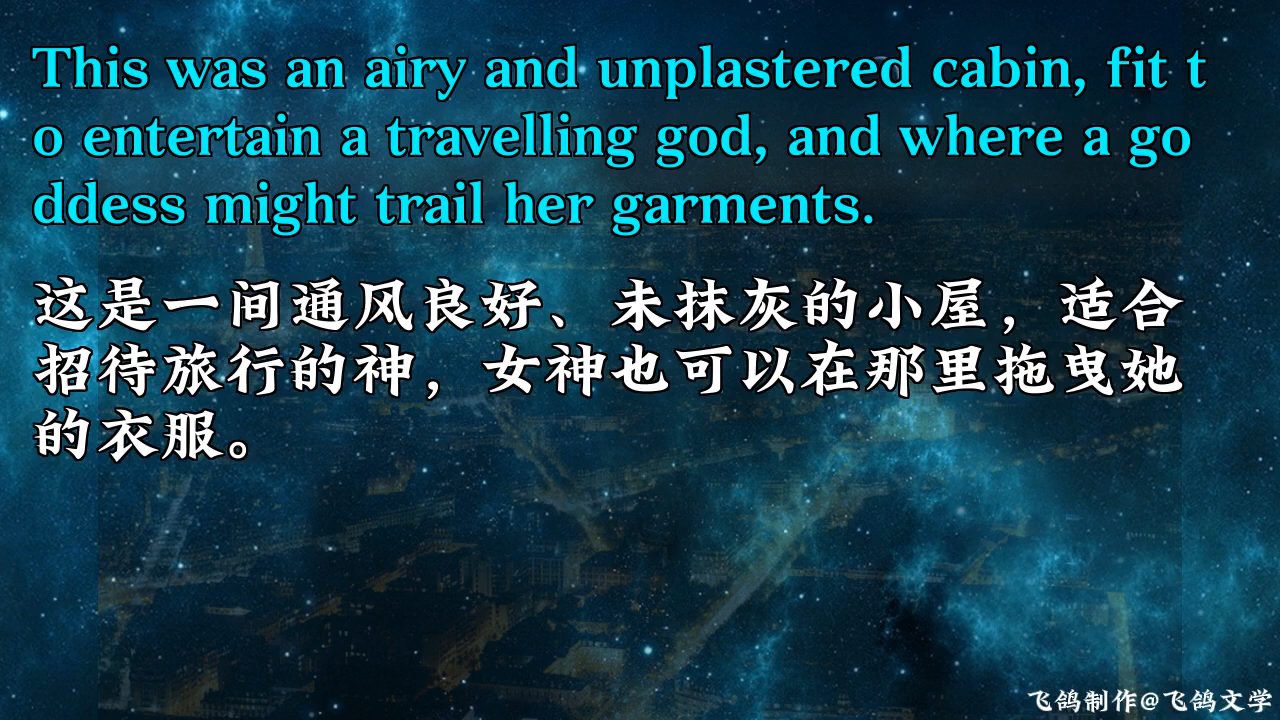 This was an airy and unplastered cabin, fit t
o entertain a travelling god, and where a go
ddess might trail her garments.
这是一间通风良好、未抹灰的小屋，适合
招待旅行的神，女神也可以在那里拖曳她
的衣服。
飞鸽制作@飞鸽文学